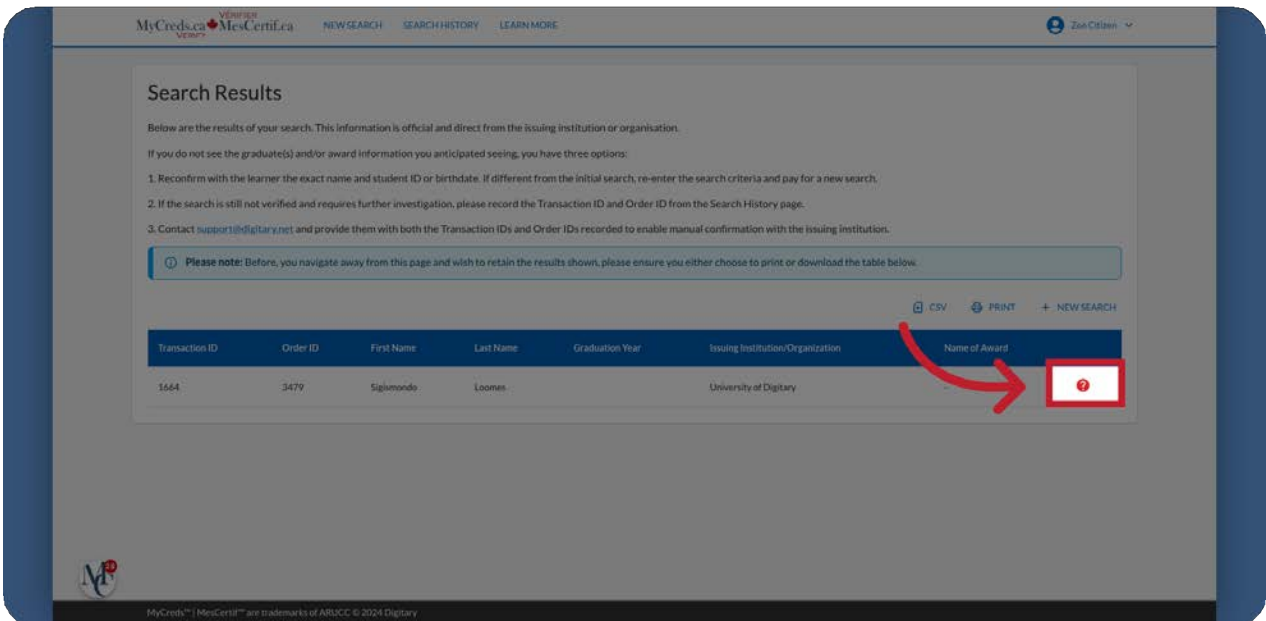 VÉRIFIER
MyCreds.ca MesCertif.ca NEW SEARCH SEARCH HISTORY LEARN MORE Zoe Citizen
VERIFY
Search Results
Below are the results of your search. This information is official and direct from the issuing institution or organisation.
If you do not see the graduate(s) and/or award information you anticipated seeing, you have three options:
1. Reconfirm with the learner the exact name and student ID or birthdate. If different from the initial search, re-enter the search criteria and pay for a new search.
2. If the search is still not verified and requires further investigation, please record the Transaction ID and Order ID from the Search History page.
3. Contact support@digitary.net and provide them with both the Transaction IDs and Order IDs recorded to enable manual confirmation with the issuing institution.
Please note: Before, you navigate away from this page and wish to retain the results shown, please ensure you either choose to print or download the table below.
CSV PRINT + NEW SEARCH
Transaction ID Order ID First Name Last Name Graduation Year Issuing Institution/Organization Name of Award
1664 3479 Sigismondo Loomes University of Digitary -- ?
MC
MyCreds™ | MesCertif™ are trademarks of ARUCC © 2024 Digitary